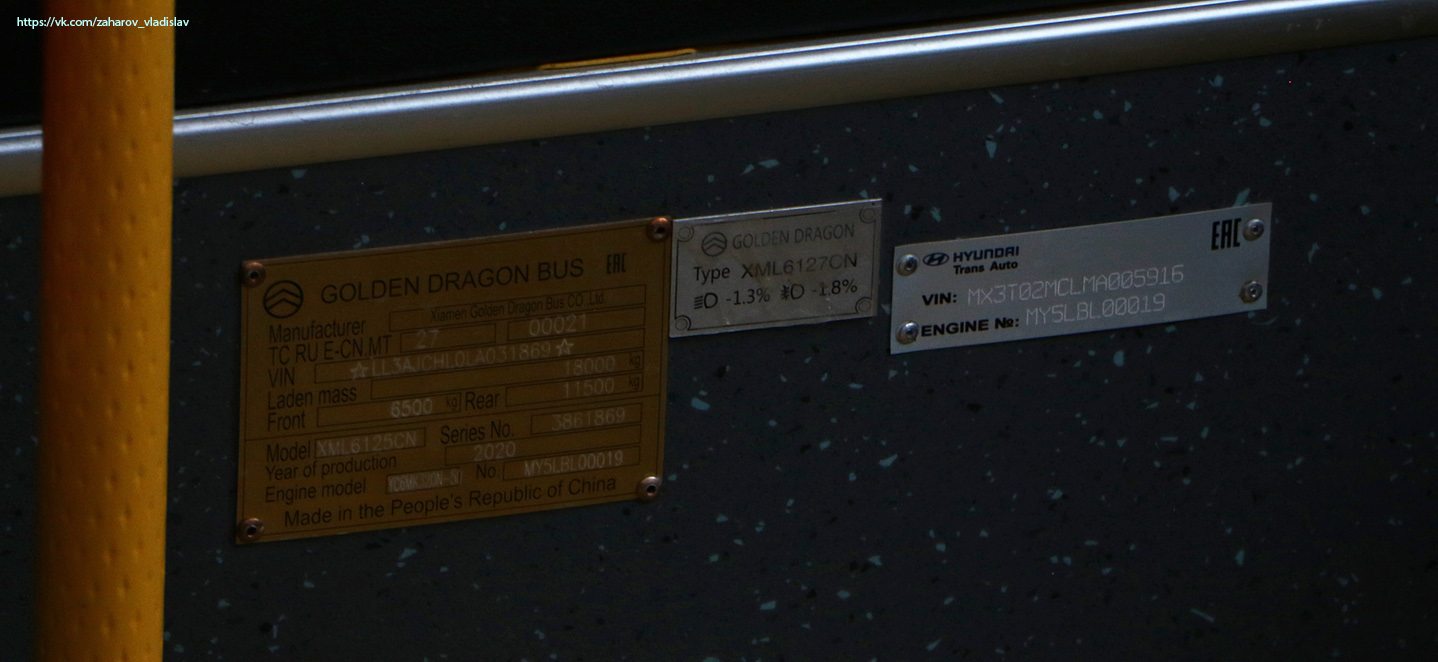 https://vk.com/zaharov_vladislav
GOLDEN DRAGON BUS EAC
Manufacturer Xiamen Golden Dragon Bus CO.,Ltd.
TC RU E-CN.MT 27 00021
VIN ☆LL3AJCHL0LA031869☆
Laden mass 18000 kg
Front 6500 kg Rear 11500 kg
Model XML6125CN Series No. 3861869
Year of production 2020
Engine model No. MY5LBL00019
Made in the People's Republic of China
GOLDEN DRAGON
Type XML6127CN
-1.3% -1.8%
HYUNDAI EAC
Trans Auto
VIN: MX3T02MCLMA005916
ENGINE №: MY5LBL00019